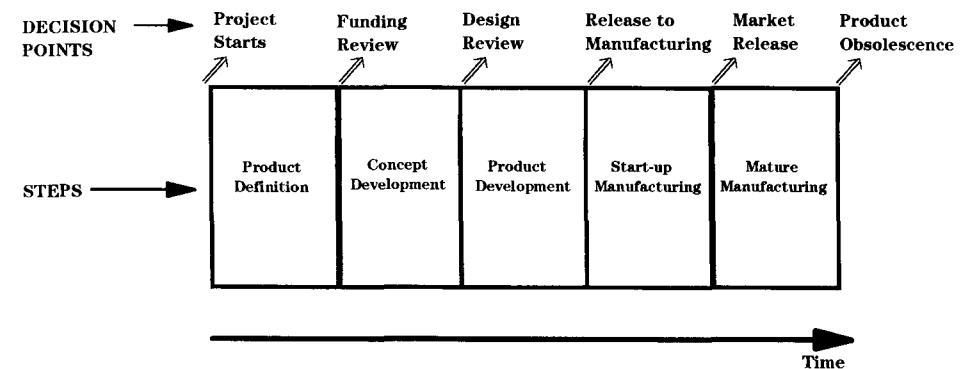 DECISION
POINTS
Project
Starts
Funding
Review
Design
Review
Release to
Manufacturing
Market
Release
Product
Obsolescence
STEPS
Product
Definition
Concept
Development
Product
Development
Start-up
Manufacturing
Mature
Manufacturing
Time